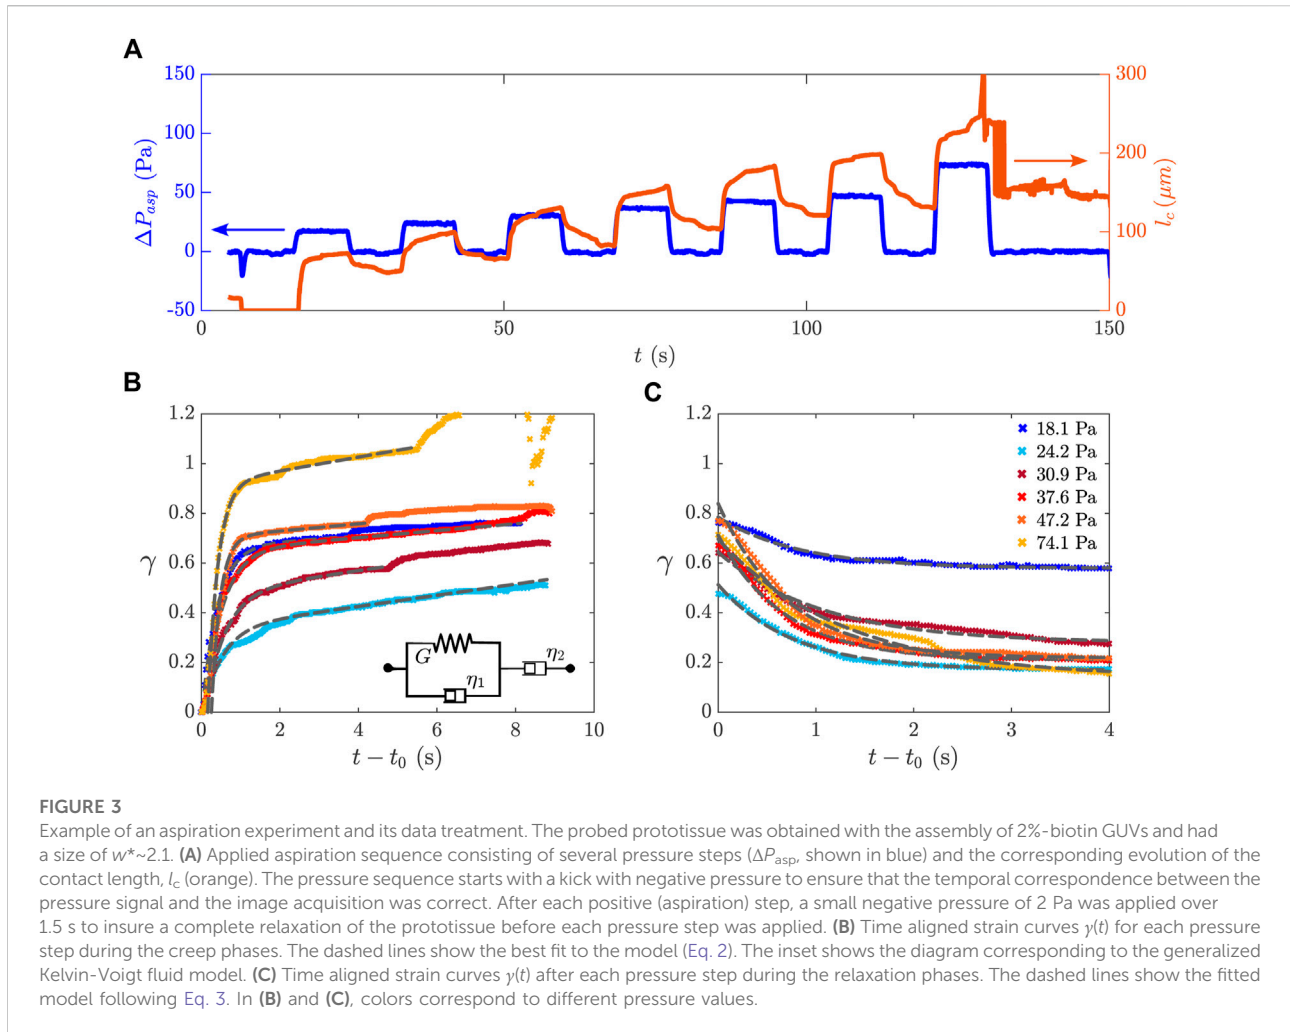 A
150
100
50
0
-50
ΔP_asp (Pa)
300
200
100
0
l_c (μm)
0
50
100
150
t (s)
B
1.2
1
0.8
0.6
0.4
0.2
0
γ
G
η1
η2
0
2
4
6
8
10
t − t0 (s)
C
1.2
1
0.8
0.6
0.4
0.2
0
γ
18.1 Pa
24.2 Pa
30.9 Pa
37.6 Pa
47.2 Pa
74.1 Pa
0
1
2
3
4
t − t0 (s)
FIGURE 3
Example of an aspiration experiment and its data treatment. The probed prototissue was obtained with the assembly of 2%-biotin GUVs and had
a size of w*~2.1. (A) Applied aspiration sequence consisting of several pressure steps (ΔPasp, shown in blue) and the corresponding evolution of the
contact length, lc (orange). The pressure sequence starts with a kick with negative pressure to ensure that the temporal correspondence between the
pressure signal and the image acquisition was correct. After each positive (aspiration) step, a small negative pressure of 2 Pa was applied over
1.5 s to insure a complete relaxation of the prototissue before each pressure step was applied. (B) Time aligned strain curves γ(t) for each pressure
step during the creep phases. The dashed lines show the best fit to the model (Eq. 2). The inset shows the diagram corresponding to the generalized
Kelvin-Voigt fluid model. (C) Time aligned strain curves γ(t) after each pressure step during the relaxation phases. The dashed lines show the fitted
model following Eq. 3. In (B) and (C), colors correspond to different pressure values.